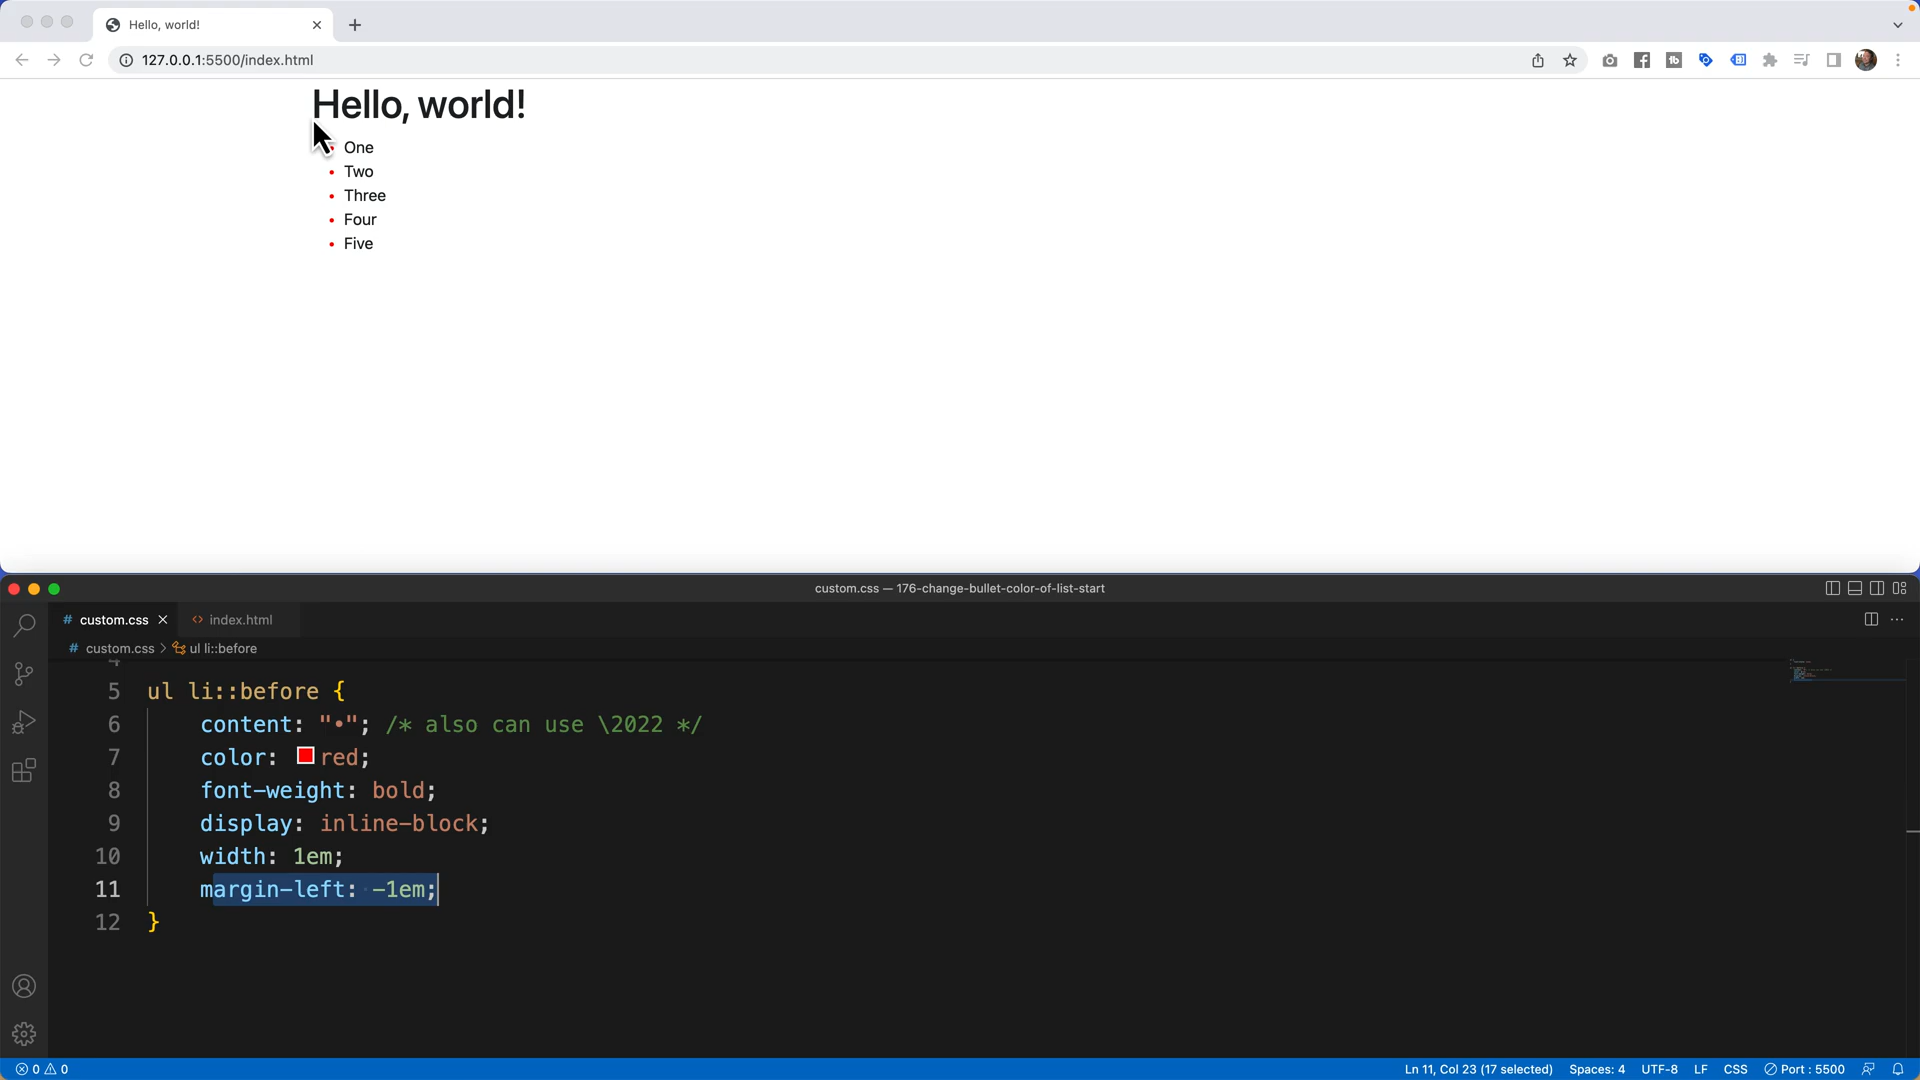 Hello, world!
127.0.0.1:5500/index.html
Hello, world!
• One
• Two
• Three
• Four
• Five
custom.css — 176-change-bullet-color-of-list-start
# custom.css
<> index.html
# custom.css > ul li::before
4
5 ul li::before {
6 content: "•"; /* also can use \2022 */
7 color: red;
8 font-weight: bold;
9 display: inline-block;
10 width: 1em;
11 margin-left: -1em;
12 }
0 0
Ln 11, Col 23 (17 selected) Spaces: 4 UTF-8 LF CSS Port : 5500